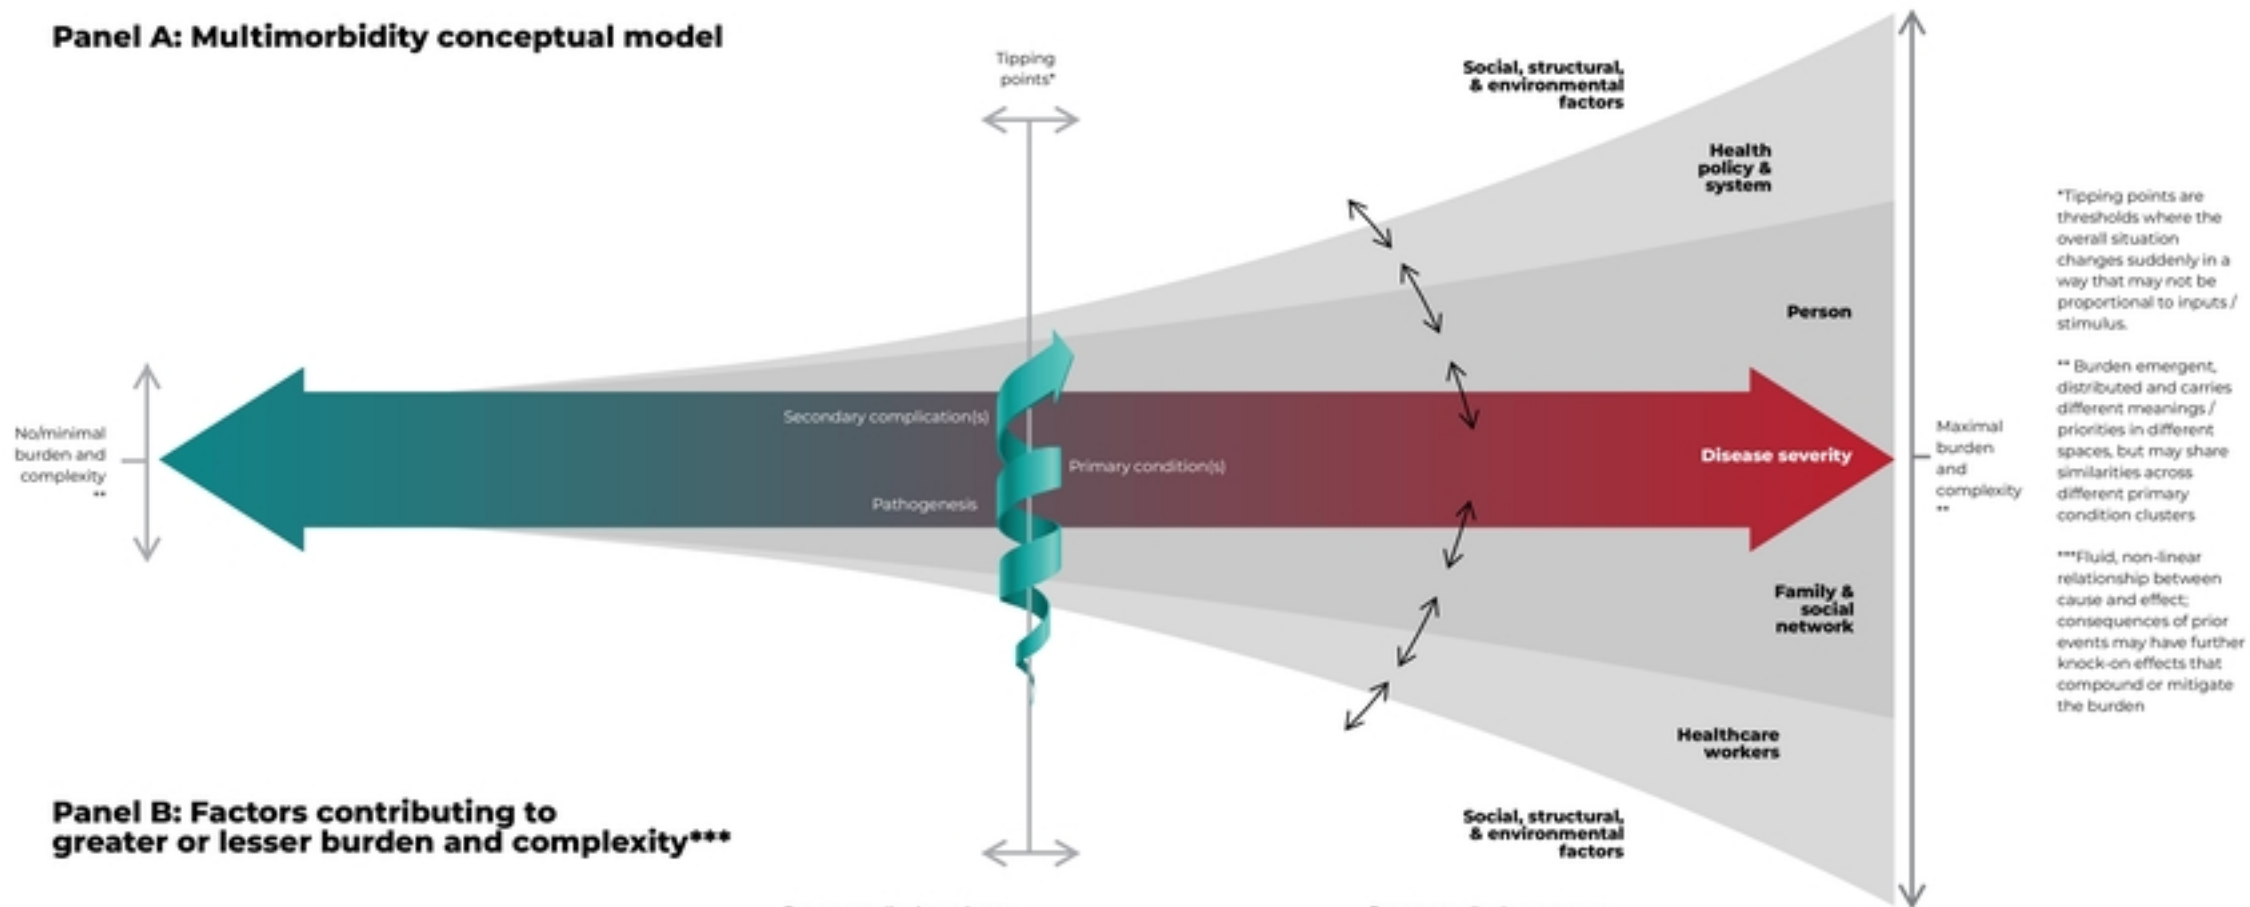 Panel A: Multimorbidity conceptual model
Tipping
points*
Social, structural,
& environmental
factors
Health
policy &
system
Person
Secondary complication(s)
Primary condition(s)
Pathogenesis
Disease severity
No/minimal
burden and
complexity
**
Maximal
burden
and
complexity
**
Family &
social
network
Healthcare
workers
Social, structural,
& environmental
factors
*Tipping points are
thresholds where the
overall situation
changes suddenly in a
way that may not be
proportional to inputs /
stimulus.
** Burden emergent,
distributed and carries
different meanings /
priorities in different
spaces, but may share
similarities across
different primary
condition clusters
***Fluid, non-linear
relationship between
cause and effect;
consequences of prior
events may have further
knock-on effects that
compound or mitigate
the burden
Panel B: Factors contributing to
greater or lesser burden and complexity***